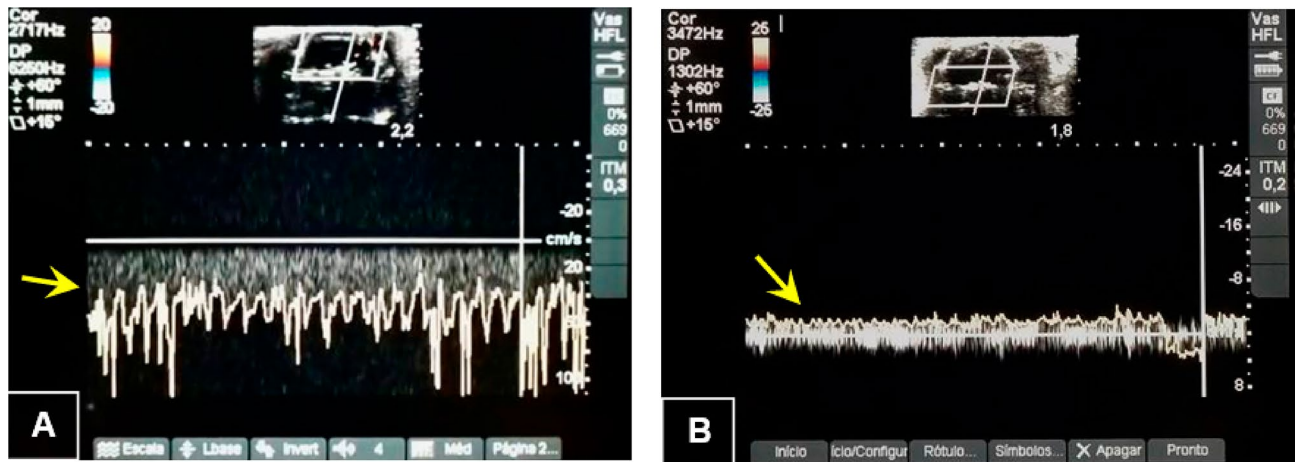 Cor
2717Hz
DP
6250Hz
+60°
1mm
+15°
20
-20
2,2
Vas
HFL
CF
0%
669
0
ITM
0,3
-20
cm/s
20
A
Escala
Lbase
Invert
4
Méd
Página 2...
Cor
3472Hz
DP
1302Hz
+60°
1mm
+15°
25
-25
1,8
Vas
HFL
CF
0%
669
0
ITM
0,2
-24
-16
-8
8
B
Início
ício/Configur
Rótulo...
Símbolos...
Apagar
Pronto